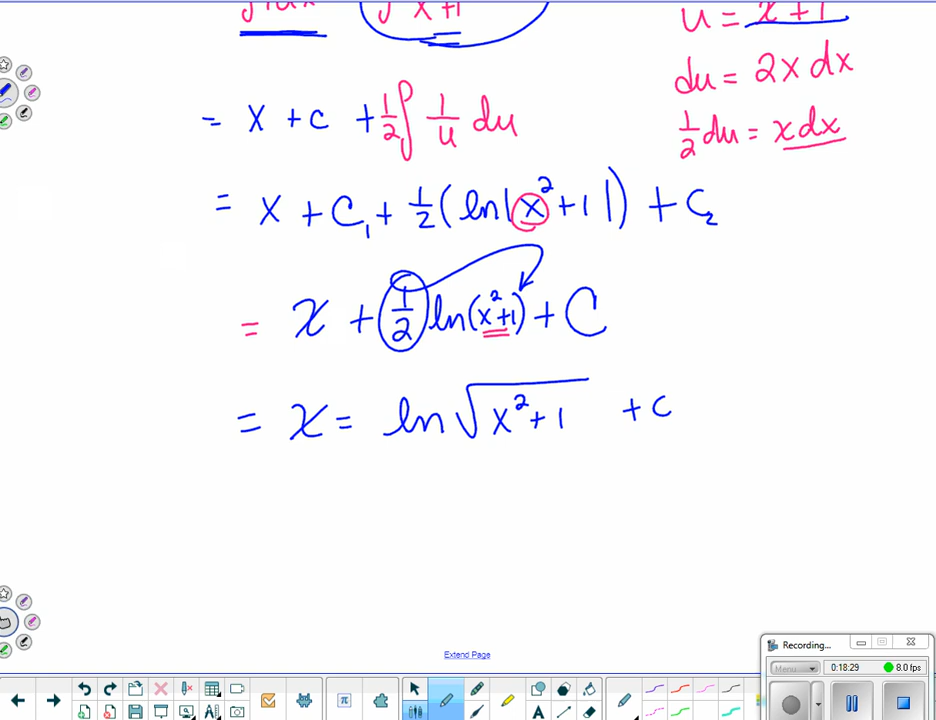 u = x + 1
du = 2x dx
= x + c + 1/2 ∫ 1/u du
1/2 du = x dx
= x + C₁ + 1/2 (ln|x² + 1|) + C₂
= x + 1/2 ln(x²+1) + C
= x = ln √(x² + 1) + c
Extend Page
Recording...
Menu
0:18:29
8.0 fps
π
A